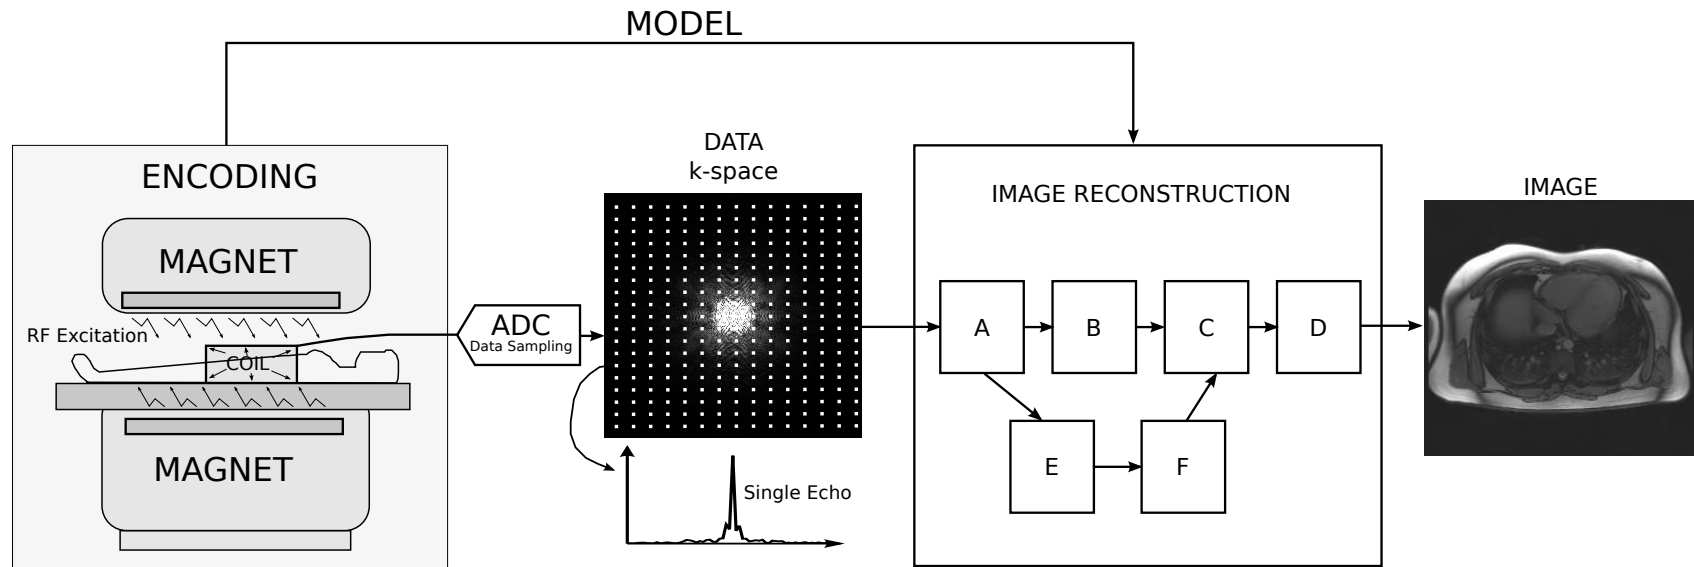 MODEL
ENCODING
MAGNET
RF Excitation
COIL
MAGNET
ADC
Data Sampling
DATA
k-space
Single Echo
IMAGE RECONSTRUCTION
A
B
C
D
E
F
IMAGE